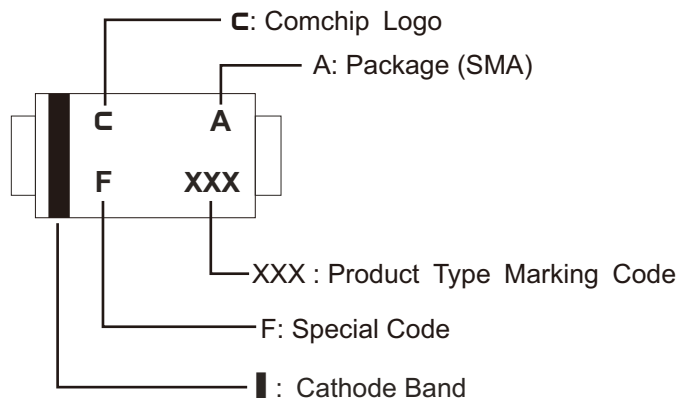 C: Comchip Logo
A: Package (SMA)
C A
F XXX
XXX : Product Type Marking Code
F: Special Code
: Cathode Band